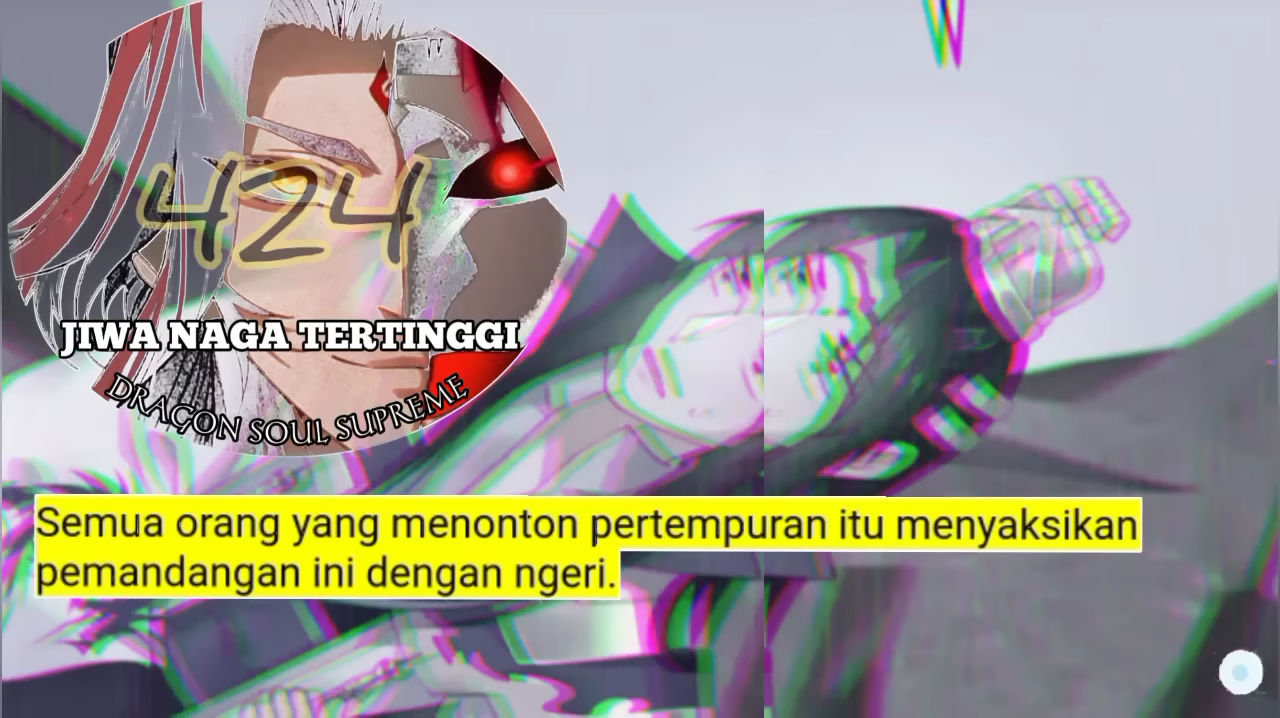 424
JIWA NAGA TERTINGGI
DRAGON SOUL SUPREME
Semua orang yang menonton pertempuran itu menyaksikan
pemandangan ini dengan ngeri.